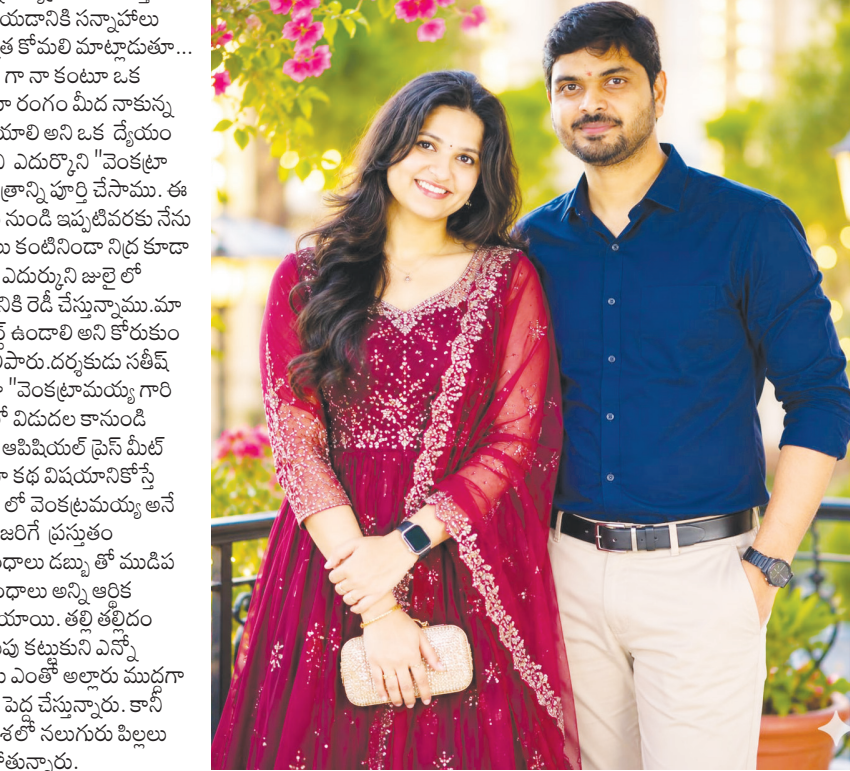 యడానికి సన్నాహాలు
కోమలి మాట్లాడుతూ...
గా నా కంటూ ఒక
రంగం మీద నాకున్న
యాలి అని ఒక ద్యేయం
ఎదుర్కొని "వెంకట్రా
త్రాన్ని పూర్తి చేసాము. ఈ
నుండి ఇప్పటివరకు నేను
కంటినిండా నిద్ర కూడా
ఎదుర్కుని జులై లో
నికి రెడీ చేస్తున్నాము.మా
ఉండాలి అని కోరుకుం
పారు.దర్శకుడు సతీష్
"వెంకట్రామయ్య గారి
విడుదల కానుండి
ఆపిషియల్ ప్రెస్ మీట్
కథ విషయానికోస్తే
లో వెంకట్రమయ్య అనే
జరిగే ప్రస్తుతం
ధాలు డబ్బు తో ముడిప
ంధాలు అన్ని ఆర్థిక
యాయి. తల్లి తల్లిదం
పు కట్టుకుని ఎన్నో
ఎంతో అల్లారు ముద్దగా
పెద్ద చేస్తున్నారు. కానీ
శలో నలుగురు పిల్లలు
తున్నారు.